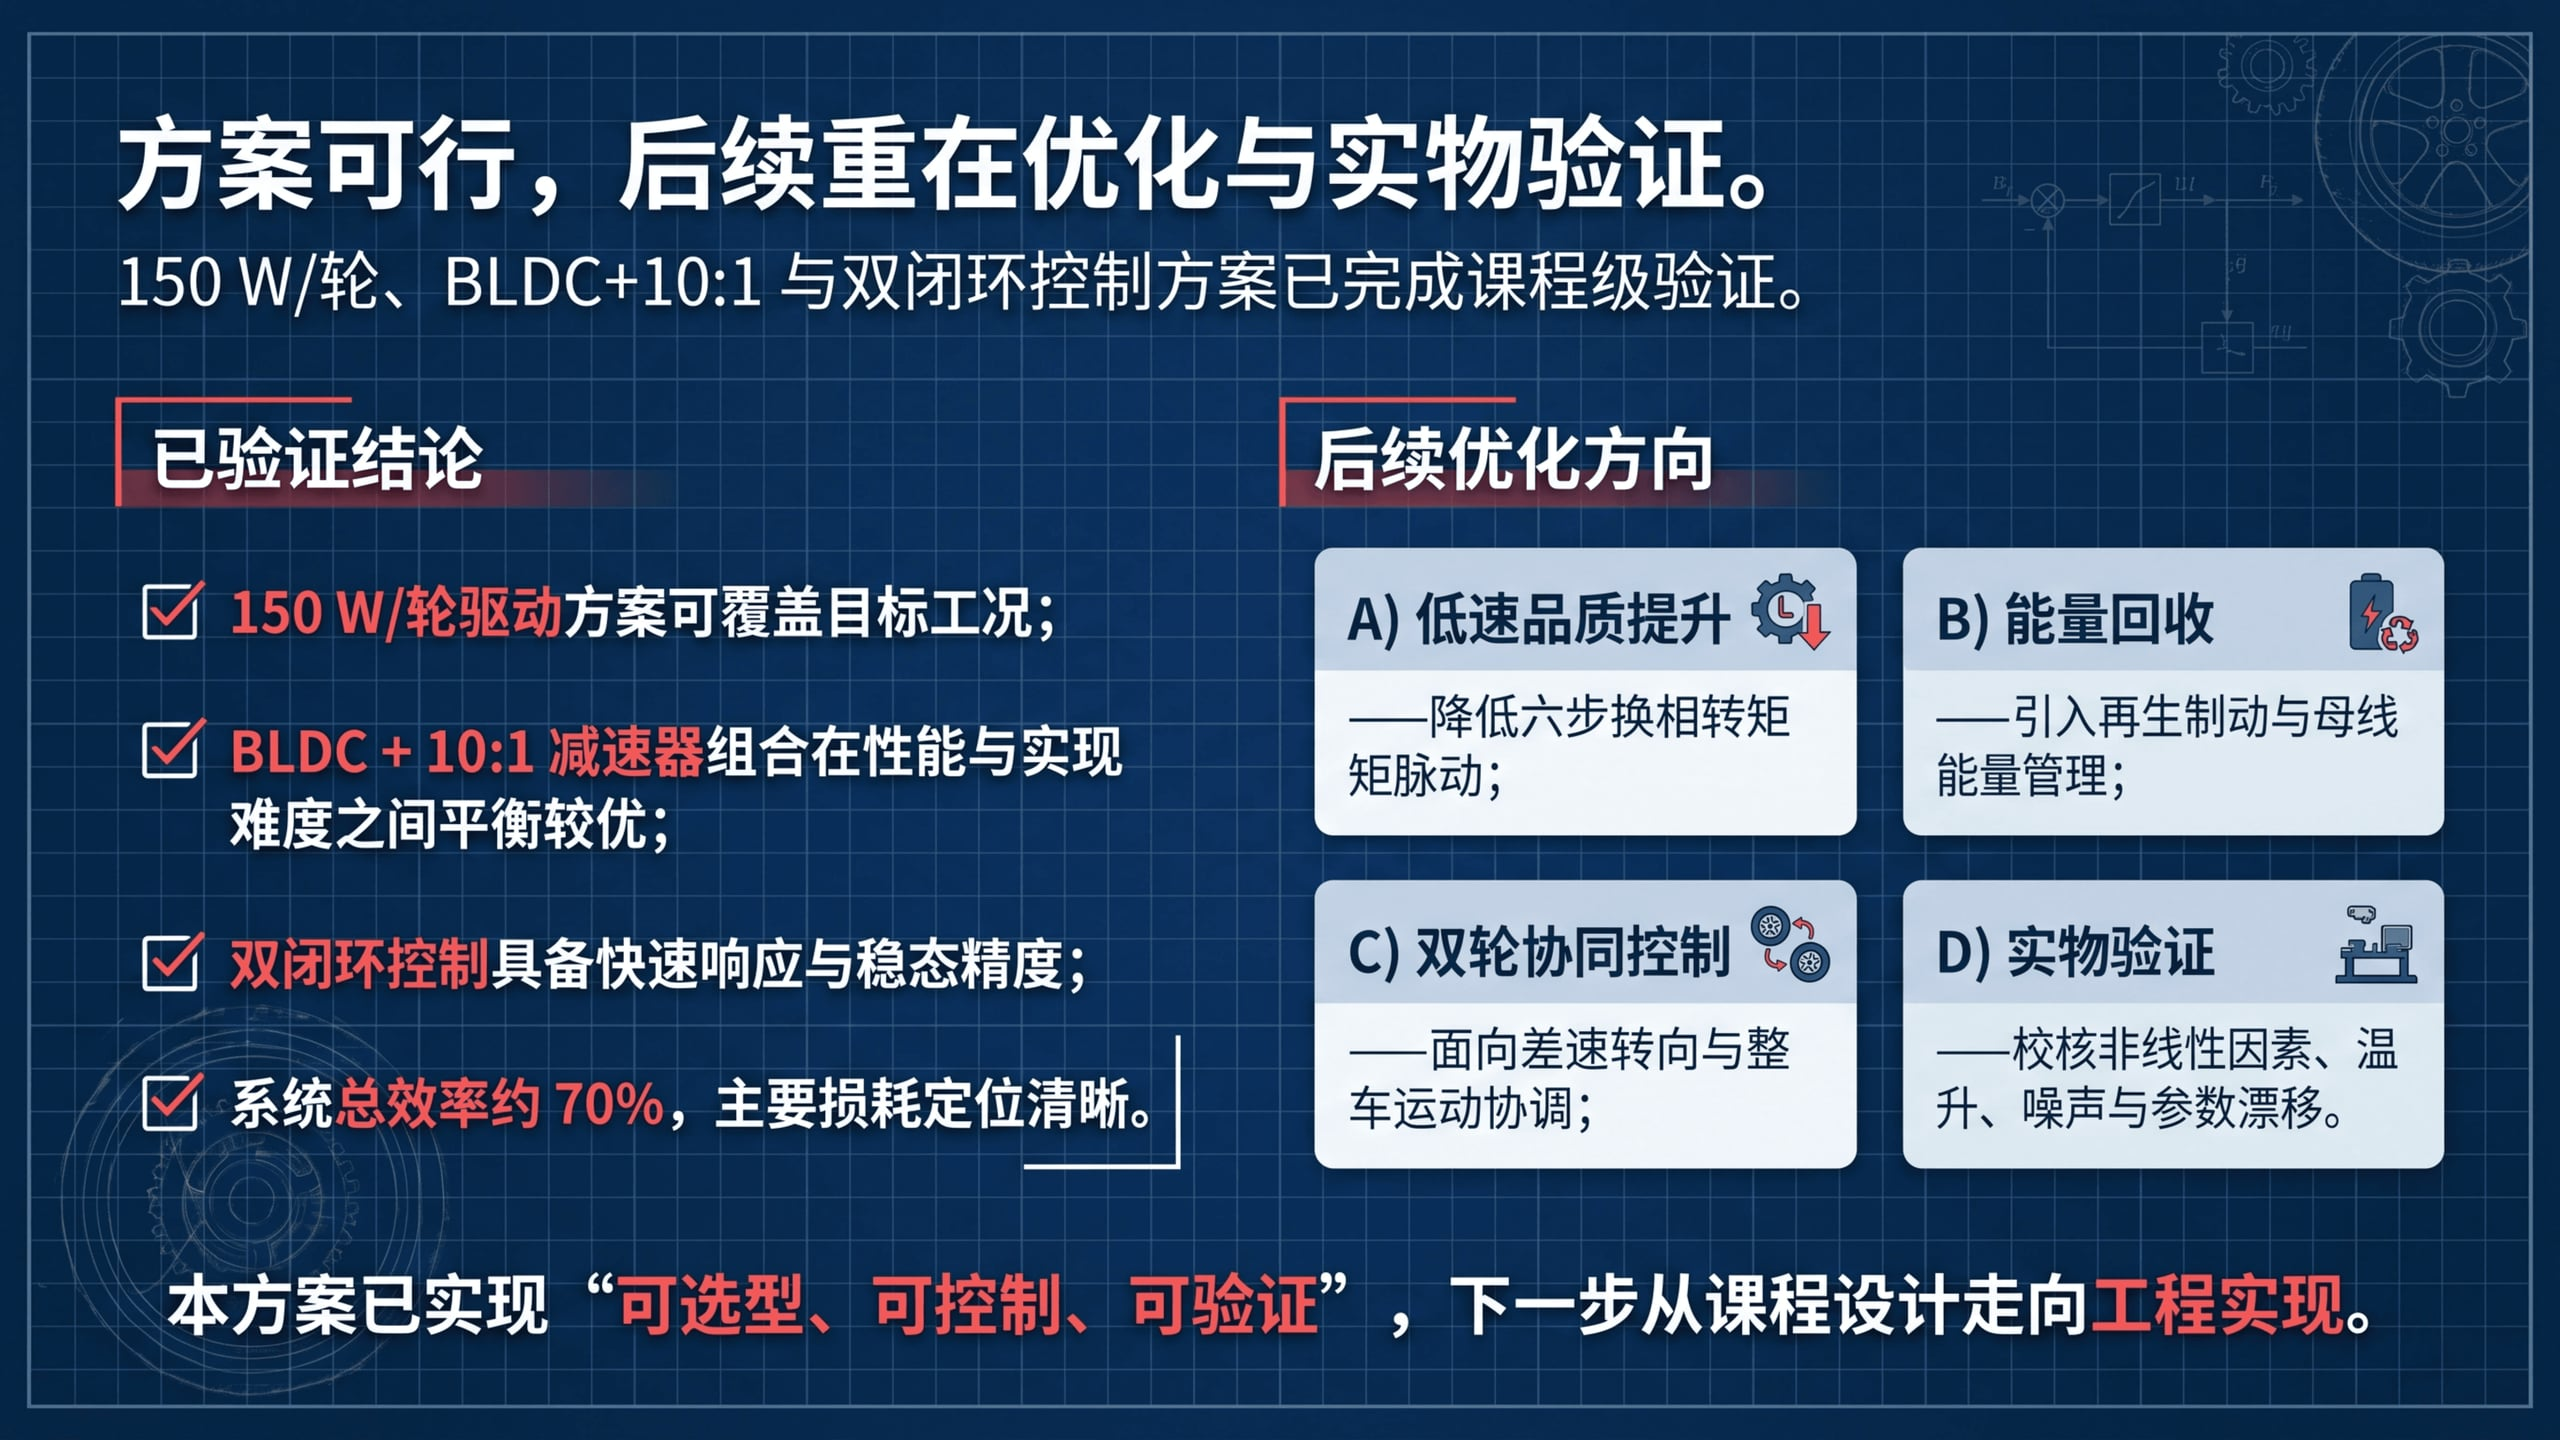 方案可行，后续重在优化与实物验证。
150 W/轮、BLDC+10:1 与双闭环控制方案已完成课程级验证。
已验证结论
150 W/轮驱动方案可覆盖目标工况；
BLDC + 10:1 减速器组合在性能与实现
难度之间平衡较优；
双闭环控制具备快速响应与稳态精度；
系统总效率约 70%，主要损耗定位清晰。
后续优化方向
A) 低速品质提升
——降低六步换相转矩
矩脉动；
B) 能量回收
——引入再生制动与母线
能量管理；
C) 双轮协同控制
——面向差速转向与整
车运动协调；
D) 实物验证
——校核非线性因素、温
升、噪声与参数漂移。
本方案已实现“可选型、可控制、可验证”，下一步从课程设计走向工程实现。